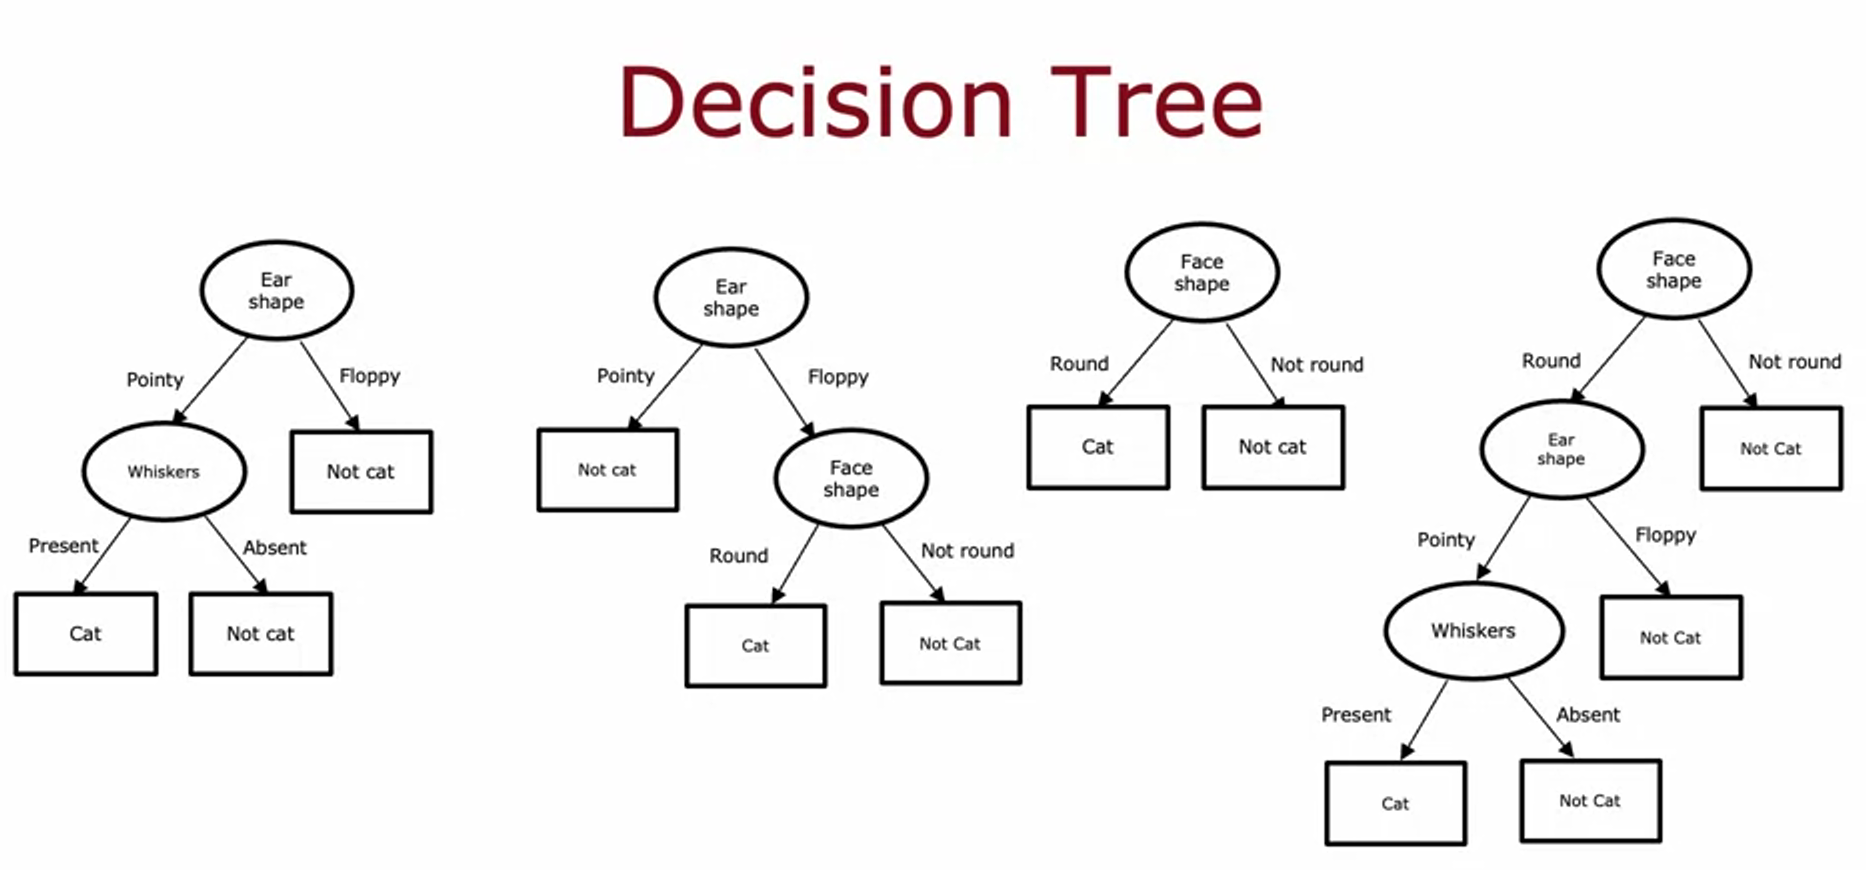 Decision Tree
Ear
shape
Pointy
Floppy
Whiskers
Not cat
Present
Absent
Cat
Not cat
Ear
shape
Pointy
Floppy
Not cat
Face
shape
Round
Not round
Cat
Not Cat
Face
shape
Round
Not round
Cat
Not cat
Face
shape
Round
Not round
Ear
shape
Not Cat
Pointy
Floppy
Whiskers
Not Cat
Present
Absent
Cat
Not Cat